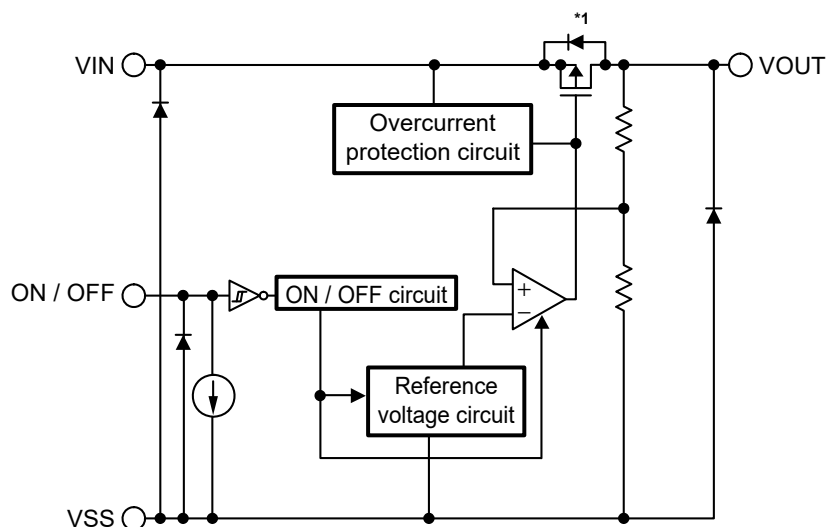 *1
VIN
VOUT
Overcurrent
protection circuit
ON / OFF
ON / OFF circuit
+
−
Reference
voltage circuit
VSS